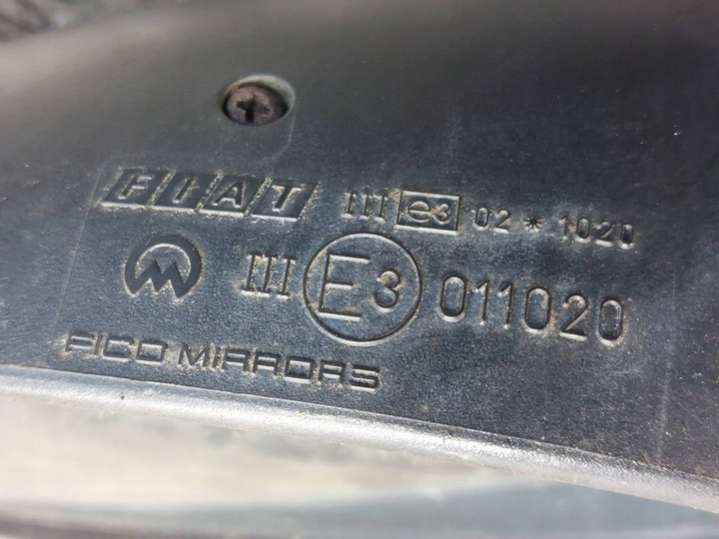 FIAT III e3 02 * 1020
III E3 011020
FICO MIRRORS